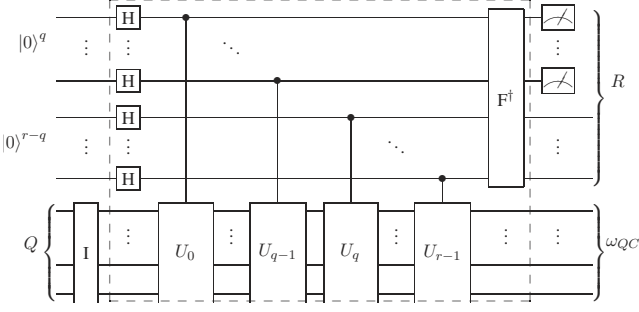 |0⟩^q
H
H
|0⟩^{r−q}
H
H
F^†
R
Q
I
U_0
U_{q−1}
U_q
U_{r−1}
ω_{QC}